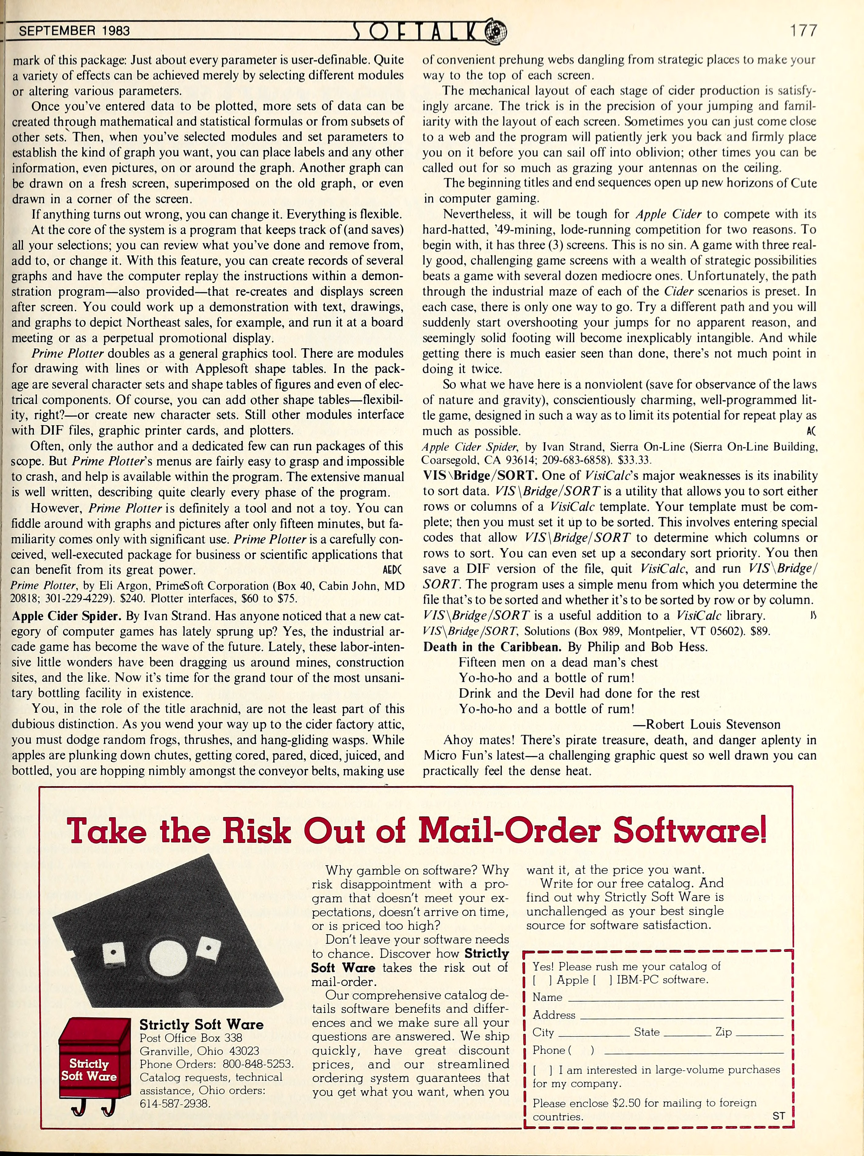 SEPTEMBER 1983
SOFTALK
177
mark of this package: Just about every parameter is user-definable. Quite
a variety of effects can be achieved merely by selecting different modules
or altering various parameters.
Once you've entered data to be plotted, more sets of data can be
created through mathematical and statistical formulas or from subsets of
other sets. Then, when you've selected modules and set parameters to
establish the kind of graph you want, you can place labels and any other
information, even pictures, on or around the graph. Another graph can
be drawn on a fresh screen, superimposed on the old graph, or even
drawn in a corner of the screen.
If anything turns out wrong, you can change it. Everything is flexible.
At the core of the system is a program that keeps track of (and saves)
all your selections; you can review what you've done and remove from,
add to, or change it. With this feature, you can create records of several
graphs and have the computer replay the instructions within a demon-
stration program—also provided—that re-creates and displays screen
after screen. You could work up a demonstration with text, drawings,
and graphs to depict Northeast sales, for example, and run it at a board
meeting or as a perpetual promotional display.
Prime Plotter doubles as a general graphics tool. There are modules
for drawing with lines or with Applesoft shape tables. In the pack-
age are several character sets and shape tables of figures and even of elec-
trical components. Of course, you can add other shape tables—flexibil-
ity, right?—or create new character sets. Still other modules interface
with DIF files, graphic printer cards, and plotters.
Often, only the author and a dedicated few can run packages of this
scope. But Prime Plotter's menus are fairly easy to grasp and impossible
to crash, and help is available within the program. The extensive manual
is well written, describing quite clearly every phase of the program.
However, Prime Plotter is definitely a tool and not a toy. You can
fiddle around with graphs and pictures after only fifteen minutes, but fa-
miliarity comes only with significant use. Prime Plotter is a carefully con-
ceived, well-executed package for business or scientific applications that
can benefit from its great power. AEDC
Prime Plotter, by Eli Argon, PrimeSoft Corporation (Box 40, Cabin John, MD
20818; 301-229-4229). $240. Plotter interfaces, $60 to $75.
Apple Cider Spider. By Ivan Strand. Has anyone noticed that a new cat-
egory of computer games has lately sprung up? Yes, the industrial ar-
cade game has become the wave of the future. Lately, these labor-inten-
sive little wonders have been dragging us around mines, construction
sites, and the like. Now it's time for the grand tour of the most unsani-
tary bottling facility in existence.
You, in the role of the title arachnid, are not the least part of this
dubious distinction. As you wend your way up to the cider factory attic,
you must dodge random frogs, thrushes, and hang-gliding wasps. While
apples are plunking down chutes, getting cored, pared, diced, juiced, and
bottled, you are hopping nimbly amongst the conveyor belts, making use
of convenient prehung webs dangling from strategic places to make your
way to the top of each screen.
The mechanical layout of each stage of cider production is satisfy-
ingly arcane. The trick is in the precision of your jumping and famil-
iarity with the layout of each screen. Sometimes you can just come close
to a web and the program will patiently jerk you back and firmly place
you on it before you can sail off into oblivion; other times you can be
called out for so much as grazing your antennas on the ceiling.
The beginning titles and end sequences open up new horizons of Cute
in computer gaming.
Nevertheless, it will be tough for Apple Cider to compete with its
hard-hatted, '49-mining, lode-running competition for two reasons. To
begin with, it has three (3) screens. This is no sin. A game with three real-
ly good, challenging game screens with a wealth of strategic possibilities
beats a game with several dozen mediocre ones. Unfortunately, the path
through the industrial maze of each of the Cider scenarios is preset. In
each case, there is only one way to go. Try a different path and you will
suddenly start overshooting your jumps for no apparent reason, and
seemingly solid footing will become inexplicably intangible. And while
getting there is much easier seen than done, there's not much point in
doing it twice.
So what we have here is a nonviolent (save for observance of the laws
of nature and gravity), conscientiously charming, well-programmed lit-
tle game, designed in such a way as to limit its potential for repeat play as
much as possible. AC
Apple Cider Spider, by Ivan Strand, Sierra On-Line (Sierra On-Line Building,
Coarsegold, CA 93614; 209-683-6858). $33.33.
VIS\Bridge/SORT. One of VisiCalc's major weaknesses is its inability
to sort data. VIS\Bridge/SORT is a utility that allows you to sort either
rows or columns of a VisiCalc template. Your template must be com-
plete; then you must set it up to be sorted. This involves entering special
codes that allow VIS\Bridge/SORT to determine which columns or
rows to sort. You can even set up a secondary sort priority. You then
save a DIF version of the file, quit VisiCalc, and run VIS\Bridge/
SORT. The program uses a simple menu from which you determine the
file that's to be sorted and whether it's to be sorted by row or by column.
VIS\Bridge/SORT is a useful addition to a VisiCalc library.
VIS\Bridge/SORT, Solutions (Box 989, Montpelier, VT 05602). $89.
Death in the Caribbean. By Philip and Bob Hess.
Fifteen men on a dead man's chest
Yo-ho-ho and a bottle of rum!
Drink and the Devil had done for the rest
Yo-ho-ho and a bottle of rum!
—Robert Louis Stevenson
Ahoy mates! There's pirate treasure, death, and danger aplenty in
Micro Fun's latest—a challenging graphic quest so well drawn you can
practically feel the dense heat.
Take the Risk Out of Mail-Order Software!
Strictly
Soft Ware
Strictly Soft Ware
Post Office Box 338
Granville, Ohio 43023
Phone Orders: 800-848-5253.
Catalog requests, technical
assistance, Ohio orders:
614-587-2938.
Why gamble on software? Why
risk disappointment with a pro-
gram that doesn't meet your ex-
pectations, doesn't arrive on time,
or is priced too high?
Don't leave your software needs
to chance. Discover how Strictly
Soft Ware takes the risk out of
mail-order.
Our comprehensive catalog de-
tails software benefits and differ-
ences and we make sure all your
questions are answered. We ship
quickly, have great discount
prices, and our streamlined
ordering system guarantees that
you get what you want, when you
want it, at the price you want.
Write for our free catalog. And
find out why Strictly Soft Ware is
unchallenged as your best single
source for software satisfaction.
Yes! Please rush me your catalog of
[ ] Apple [ ] IBM-PC software.
Name
Address
City State Zip
Phone ( )
[ ] I am interested in large-volume purchases
for my company.
Please enclose $2.50 for mailing to foreign
countries. ST